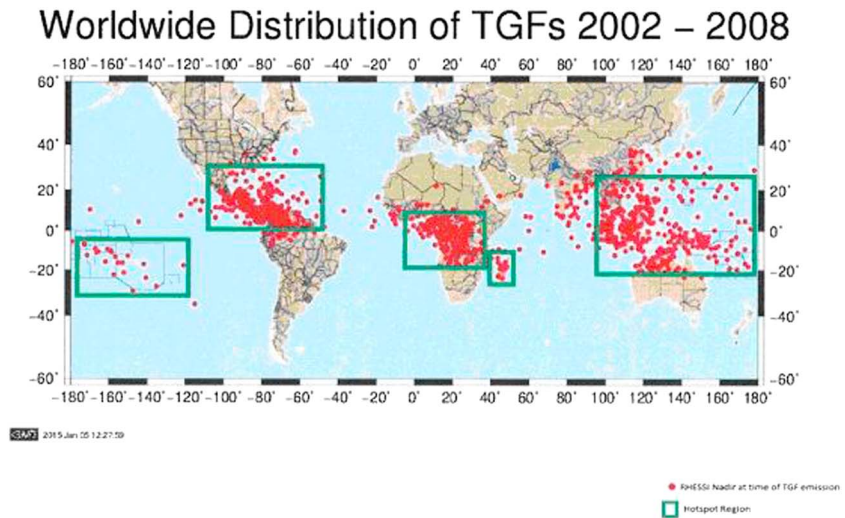 Worldwide Distribution of TGFs 2002 – 2008
−180˚ −160˚ −140˚ −120˚ −100˚ −80˚ −60˚ −40˚ −20˚ 0˚ 20˚ 40˚ 60˚ 80˚ 100˚ 120˚ 140˚ 160˚ 180˚
60˚ 60˚
40˚ 40˚
20˚ 20˚
0˚ 0˚
−20˚ −20˚
−40˚ −40˚
−60˚ −60˚
−180˚ −160˚ −140˚ −120˚ −100˚ −80˚ −60˚ −40˚ −20˚ 0˚ 20˚ 40˚ 60˚ 80˚ 100˚ 120˚ 140˚ 160˚ 180˚
GMT 2015 Jan 05 12:27:59
RHESSI Nadir at time of TGF emission
Hotspot Region